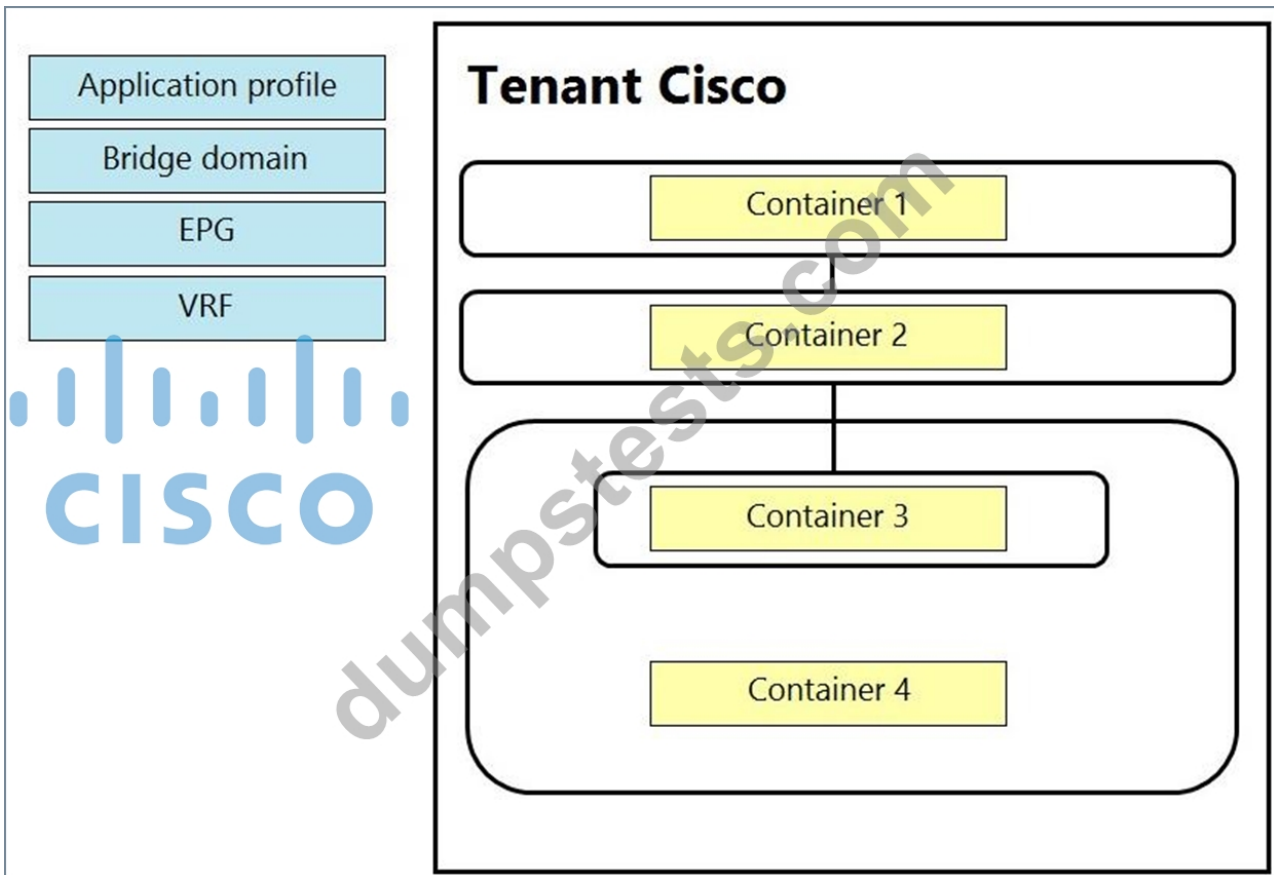 Application profile
Bridge domain
EPG
VRF
CISCO
Tenant Cisco
Container 1
Container 2
Container 3
Container 4
dumpstests.com